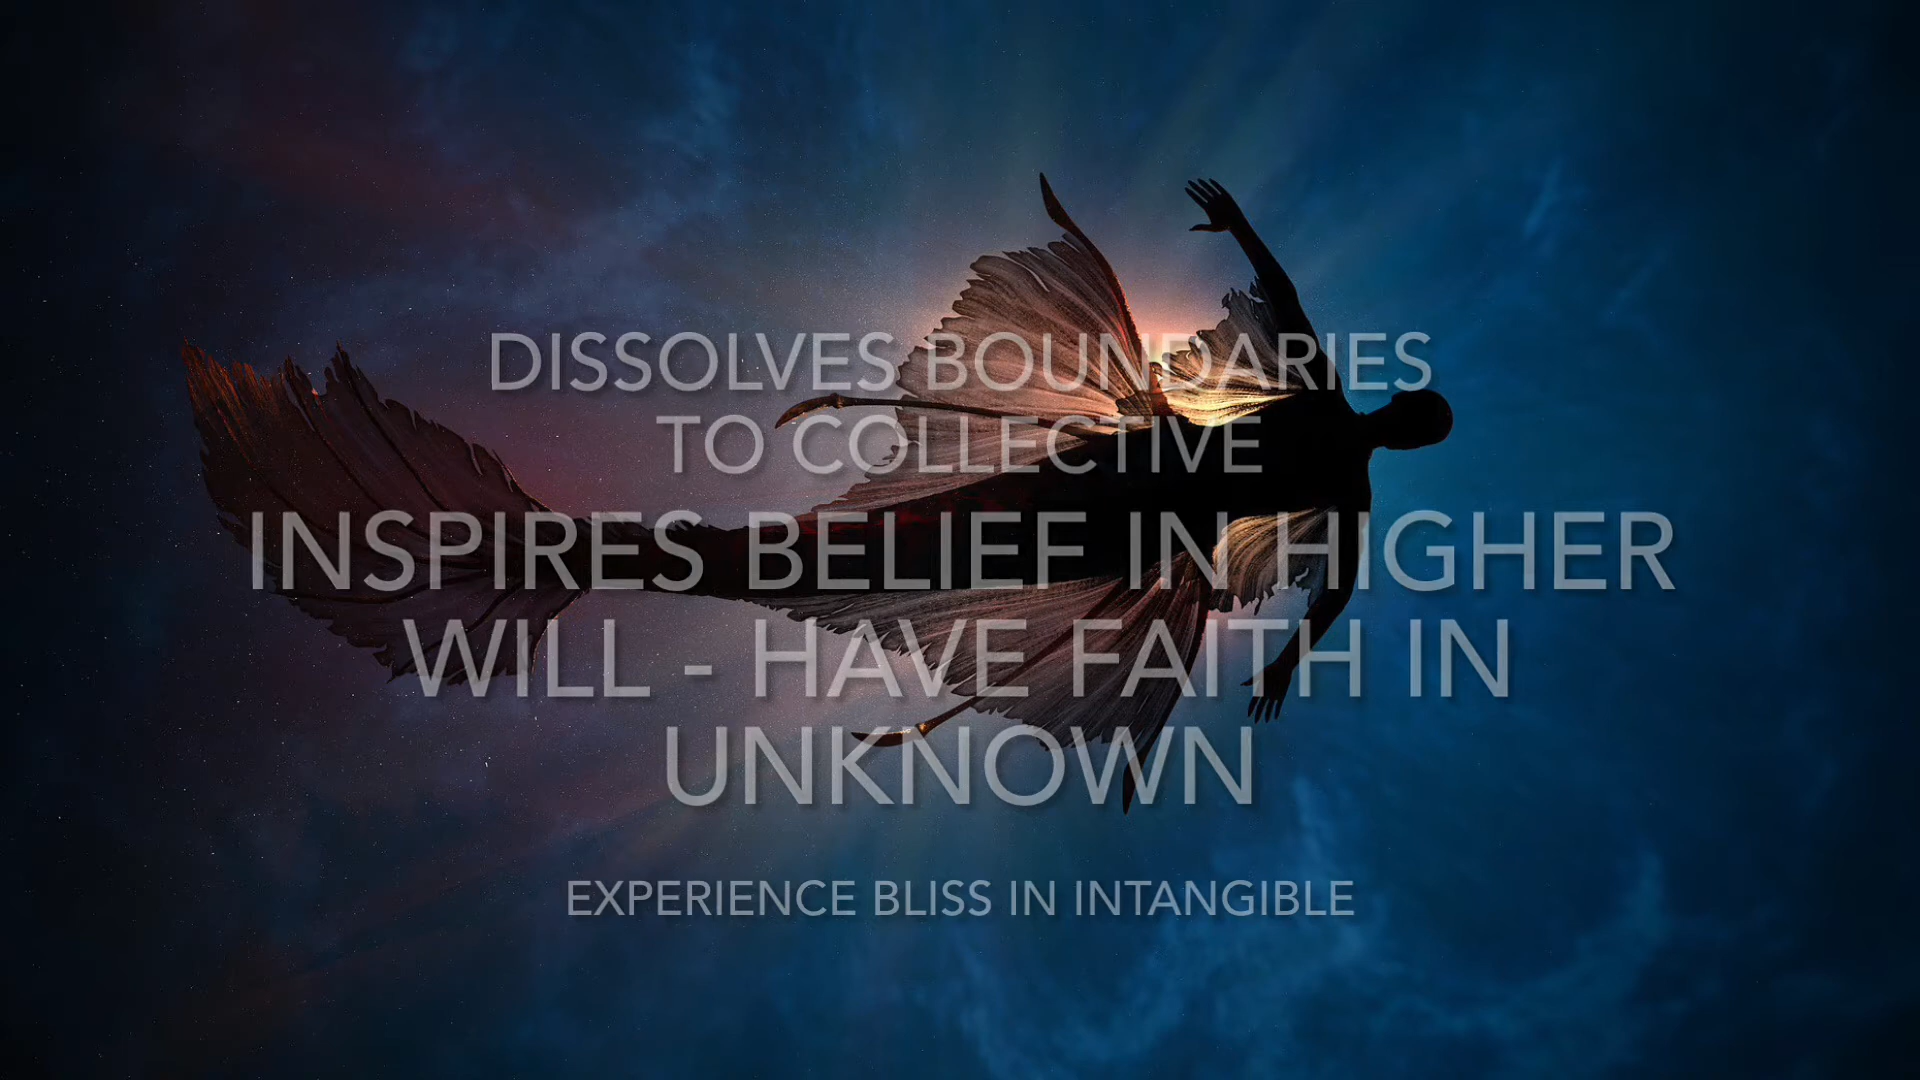 DISSOLVES BOUNDARIES
TO COLLECTIVE
INSPIRES BELIEF IN HIGHER
WILL - HAVE FAITH IN
UNKNOWN
EXPERIENCE BLISS IN INTANGIBLE